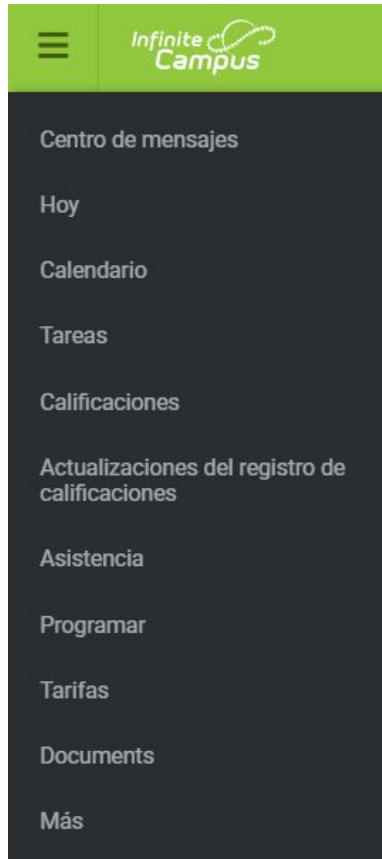 Infinite
Campus
Centro de mensajes
Hoy
Calendario
Tareas
Calificaciones
Actualizaciones del registro de
calificaciones
Asistencia
Programar
Tarifas
Documents
Más